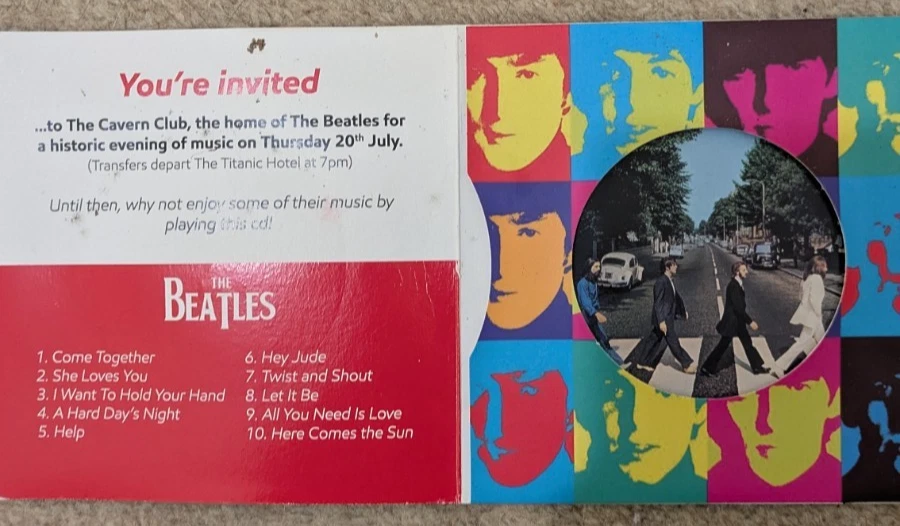 You're invited
...to The Cavern Club, the home of The Beatles for
a historic evening of music on Thursday 20th July.
(Transfers depart The Titanic Hotel at 7pm)
Until then, why not enjoy some of their music by
playing this cd!
THE
BEATLES
1. Come Together
2. She Loves You
3. I Want To Hold Your Hand
4. A Hard Day's Night
5. Help
6. Hey Jude
7. Twist and Shout
8. Let It Be
9. All You Need Is Love
10. Here Comes the Sun